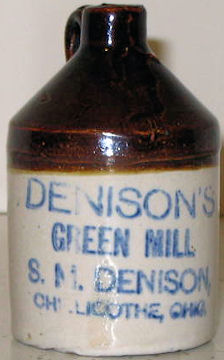 DENISON'S
GREEN MILL
S. M. DENISON,
CHILLICOTHE, OHIO.